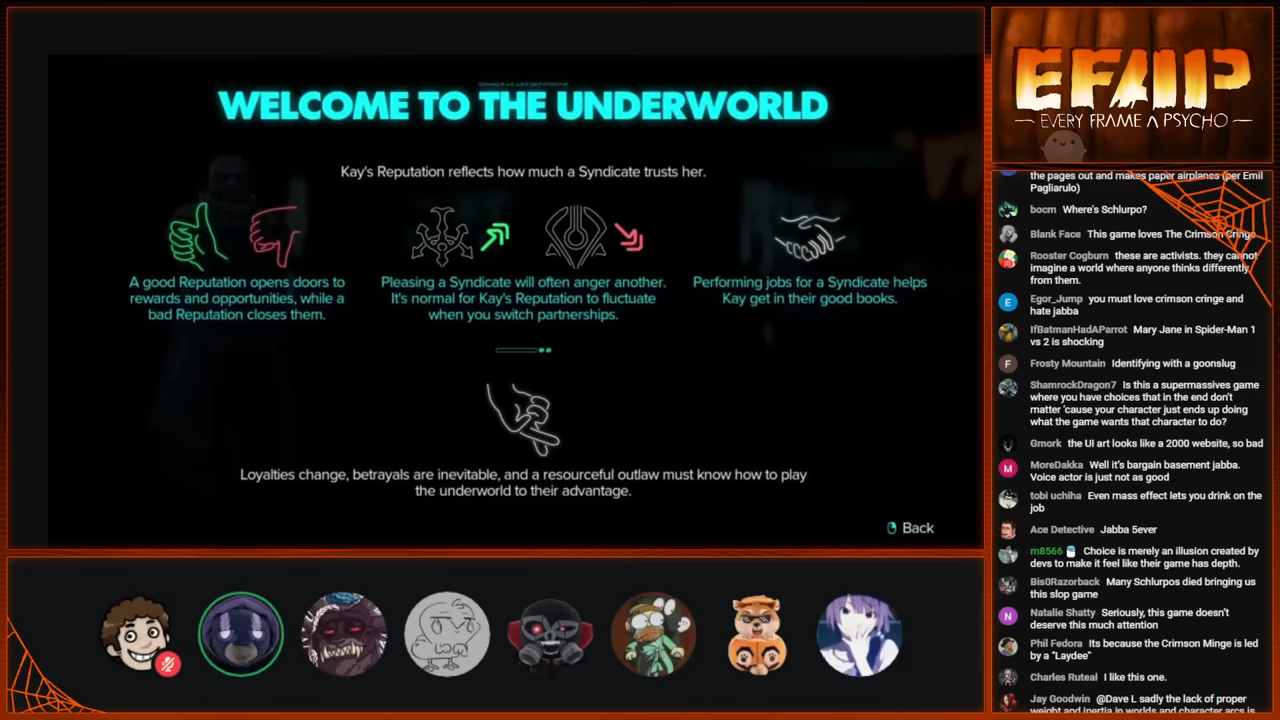 WELCOME TO THE UNDERWORLD
Kay's Reputation reflects how much a Syndicate trusts her.
A good Reputation opens doors to
rewards and opportunities, while a
bad Reputation closes them.
Pleasing a Syndicate will often anger another.
It's normal for Kay's Reputation to fluctuate
when you switch partnerships.
Performing jobs for a Syndicate helps
Kay get in their good books.
Loyalties change, betrayals are inevitable, and a resourceful outlaw must know how to play
the underworld to their advantage.
Back
EFAP
EVERY FRAME A PSYCHO
the pages out and makes paper airplanes (per Emil
Pagliarulo)
bocm Where's Schlurpo?
Blank Face This game loves The Crimson Cringe
Rooster Cogburn these are activists. they cannot
imagine a world where anyone thinks differently
from them.
E
Egor_Jump you must love crimson cringe and
hate jabba
IfBatmanHadAParrot Mary Jane in Spider-Man 1
vs 2 is shocking
F
Frosty Mountain Identifying with a goonslug
ShamrockDragon7 Is this a supermassives game
where you have choices that in the end don't
matter 'cause your character just ends up doing
what the game wants that character to do?
Gmork the UI art looks like a 2000 website, so bad
M
MoreDakka Well it's bargain basement jabba.
Voice actor is just not as good
tobi uchiha Even mass effect lets you drink on the
job
Ace Detective Jabba 5ever
m8566 Choice is merely an illusion created by
devs to make it feel like their game has depth.
Bis0Razorback Many Schlurpos died bringing us
this slop game
N
Natalie Shatty Seriously, this game doesn't
deserve this much attention
Phil Fedora Its because the Crimson Minge is led
by a "Laydee"
Charles Ruteal I like this one.
Jay Goodwin @Dave L sadly the lack of proper
weight and inertia in worlds and character arcs is